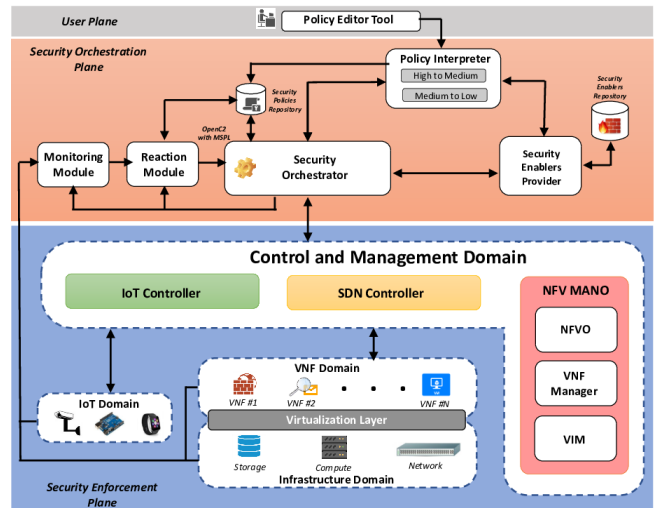 User Plane
Policy Editor Tool
Security Orchestration
Plane
Policy Interpreter
High to Medium
Medium to Low
Security
Policies
Repository
Security
Enablers
Repository
OpenC2
with MSPL
Monitoring
Module
Reaction
Module
Security
Orchestrator
Security
Enablers
Provider
Control and Management Domain
IoT Controller
SDN Controller
NFV MANO
NFVO
VNF
Manager
VIM
VNF Domain
VNF #1
VNF #2
VNF #N
IoT Domain
Virtualization Layer
Storage
Compute
Network
Infrastructure Domain
Security Enforcement
Plane